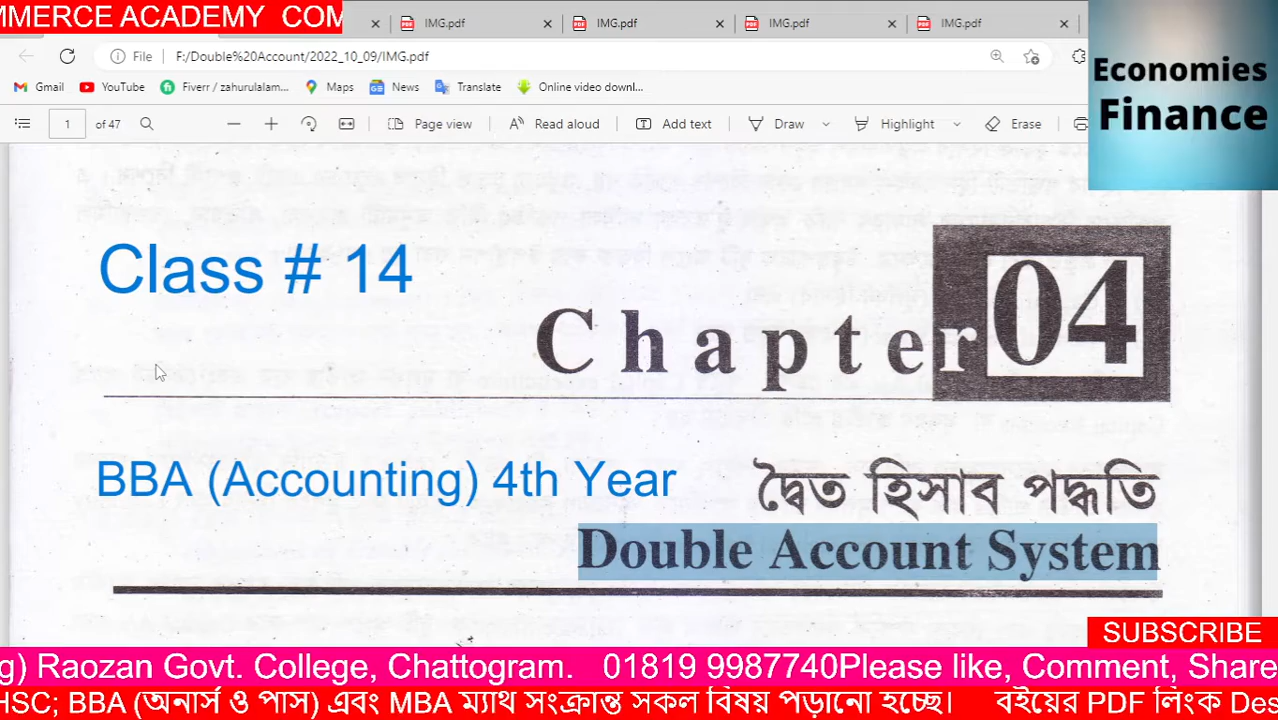 MMERCE ACADEMY COM
IMG.pdf
IMG.pdf
IMG.pdf
IMG.pdf
File F:/Double%20Account/2022_10_09/IMG.pdf
Gmail YouTube Fiverr / zahurulalam... Maps News Translate Online video downl...
1 of 47 Page view Read aloud Add text Draw Highlight Erase
Economies
Finance
Class # 14
Chapter 04
BBA (Accounting) 4th Year
দ্বৈত হিসাব পদ্ধতি
Double Account System
SUBSCRIBE
g) Raozan Govt. College, Chattogram. 01819 9987740Please like, Comment, Share
HSC; BBA (অনার্স ও পাস) এবং MBA ম্যাথ সংক্রান্ত সকল বিষয় পড়ানো হচ্ছে। বইয়ের PDF লিংক Des